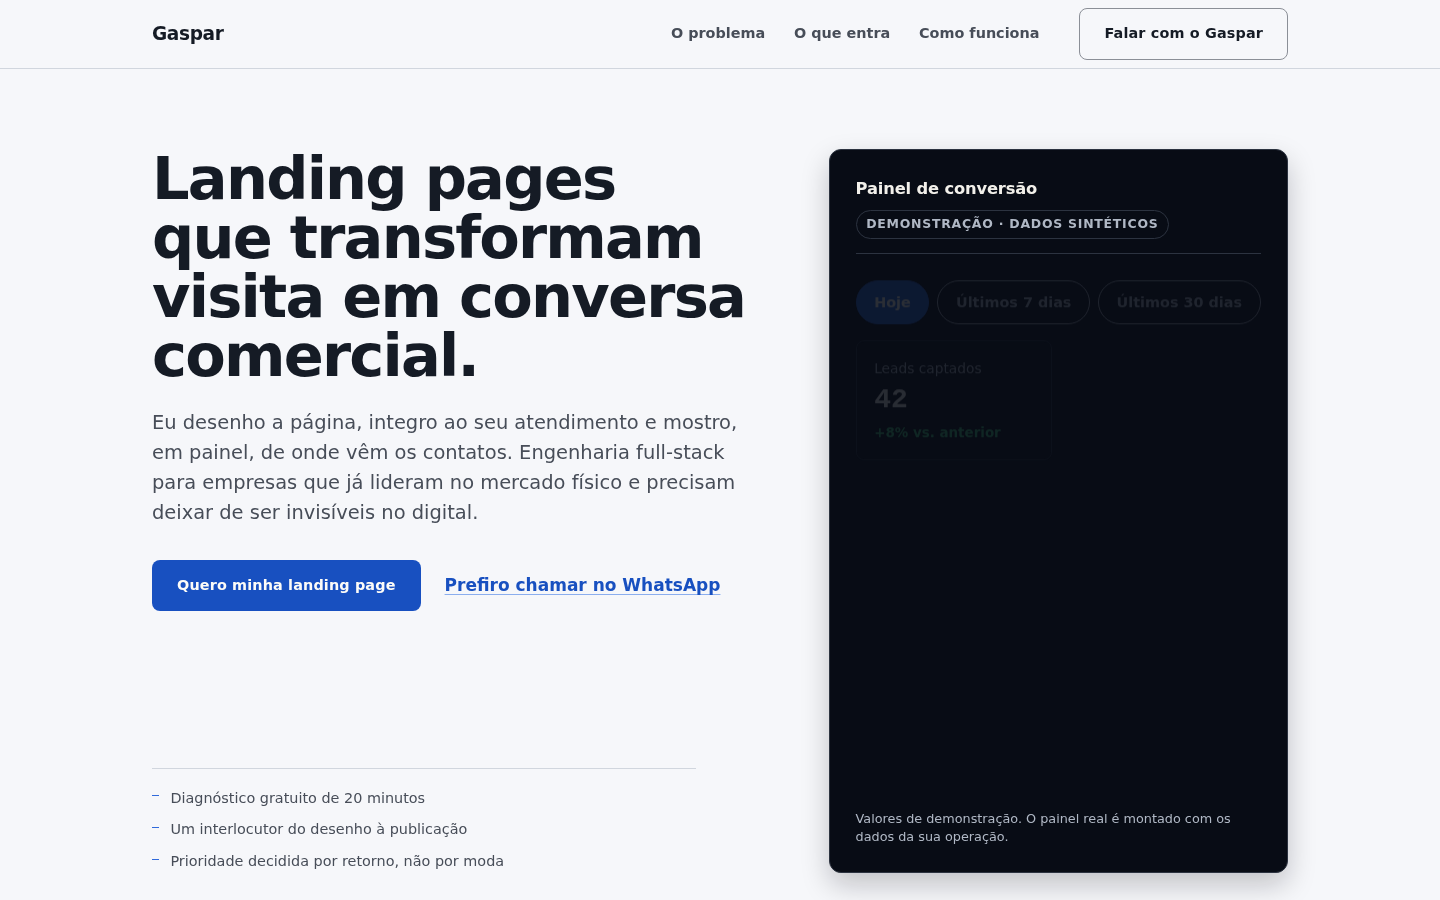 Gaspar
O problema
O que entra
Como funciona
Falar com o Gaspar
Landing pages
que transformam
visita em conversa
comercial.
Eu desenho a página, integro ao seu atendimento e mostro,
em painel, de onde vêm os contatos. Engenharia full-stack
para empresas que já lideram no mercado físico e precisam
deixar de ser invisíveis no digital.
Quero minha landing page
Prefiro chamar no WhatsApp
– Diagnóstico gratuito de 20 minutos
– Um interlocutor do desenho à publicação
– Prioridade decidida por retorno, não por moda
Painel de conversão
DEMONSTRAÇÃO · DADOS SINTÉTICOS
Hoje
Últimos 7 dias
Últimos 30 dias
Leads captados
42
+8% vs. anterior
Valores de demonstração. O painel real é montado com os
dados da sua operação.